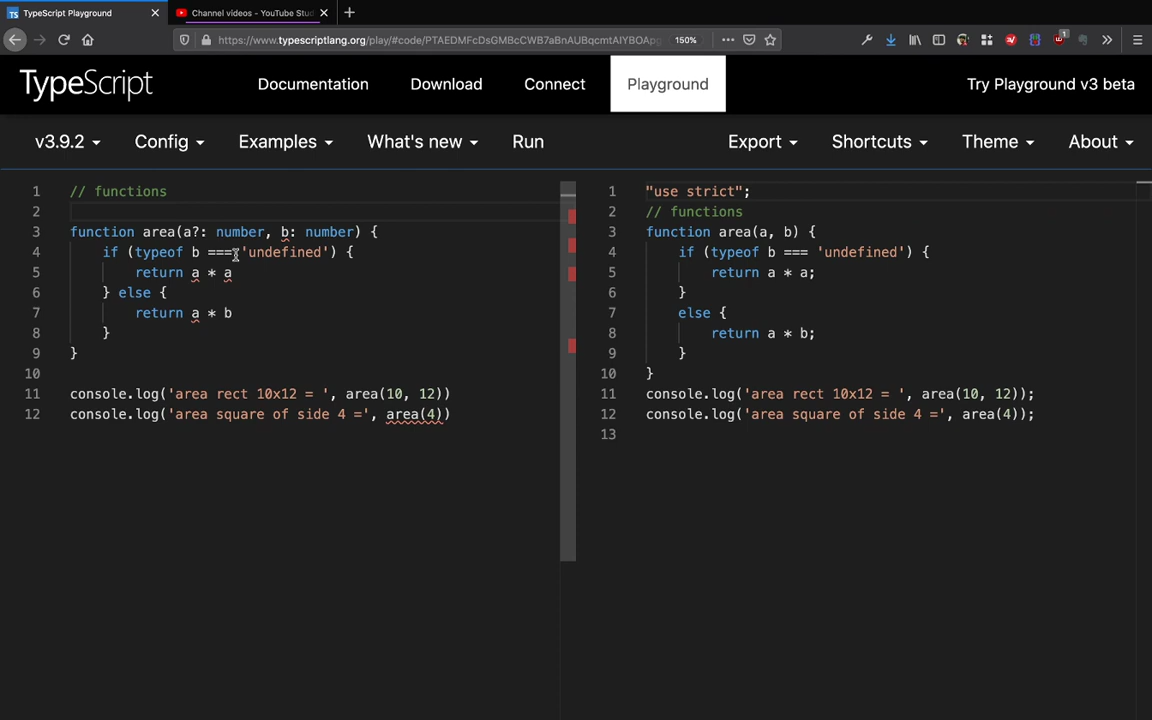 TS TypeScript Playground
Channel videos - YouTube Stud
https://www.typescriptlang.org/play/#code/PTAEDMFcDsGMBcCWB7aBnAUBqcmtAIYBOApg
150%
1
TypeScript
Documentation
Download
Connect
Playground
Try Playground v3 beta
v3.9.2
Config
Examples
What's new
Run
Export
Shortcuts
Theme
About
1 // functions
2
3 function area(a?: number, b: number) {
4 if (typeof b === 'undefined') {
5 return a * a
6 } else {
7 return a * b
8 }
9 }
10
11 console.log('area rect 10x12 = ', area(10, 12))
12 console.log('area square of side 4 =', area(4))
1 "use strict";
2 // functions
3 function area(a, b) {
4 if (typeof b === 'undefined') {
5 return a * a;
6 }
7 else {
8 return a * b;
9 }
10 }
11 console.log('area rect 10x12 = ', area(10, 12));
12 console.log('area square of side 4 =', area(4));
13